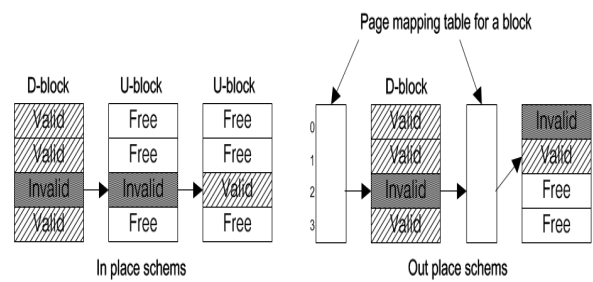 Page mapping table for a block
D-block U-block U-block D-block
Valid Free Free 0 Valid Invalid
Valid Free Free 1 Valid Valid
Invalid Invalid Valid 2 Invalid Free
Valid Free Free 3 Valid Free
In place schems Out place schems